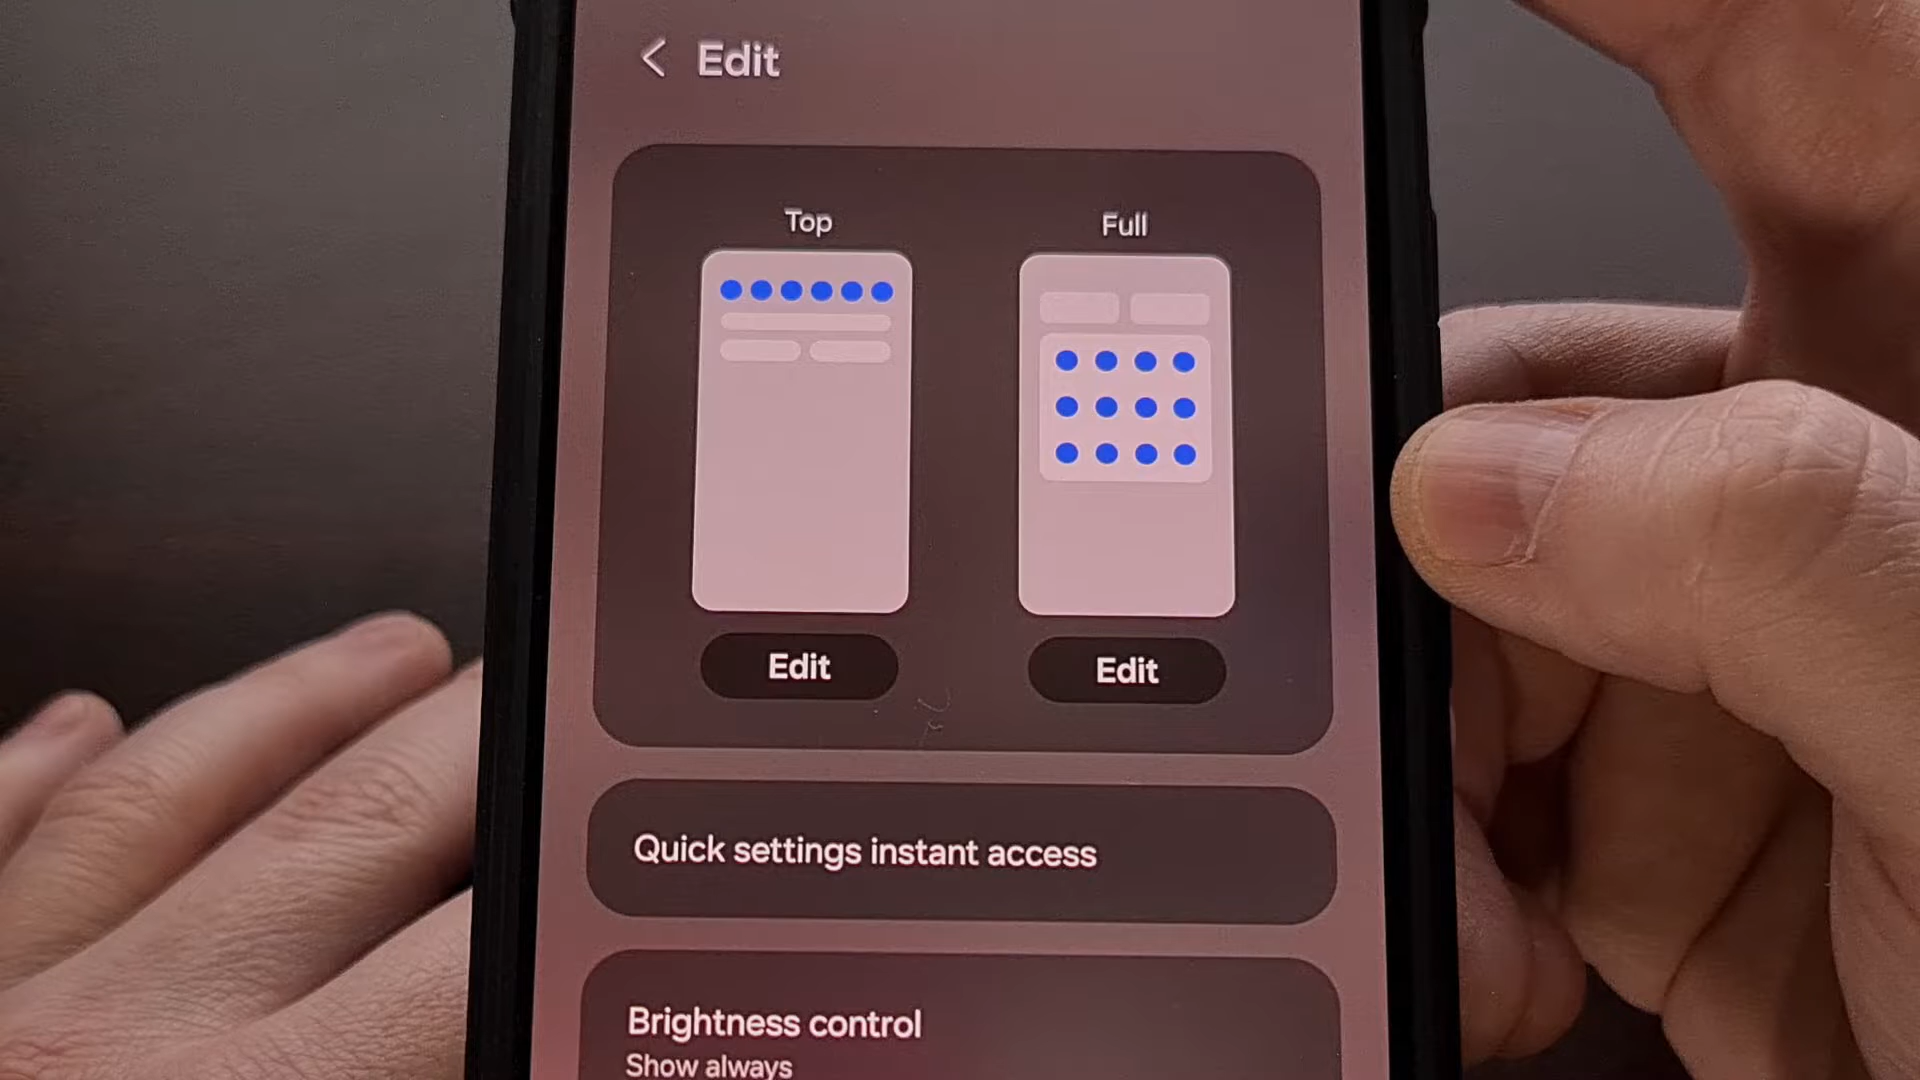 Edit
Top
Full
Edit
Edit
Quick settings instant access
Brightness control
Show always